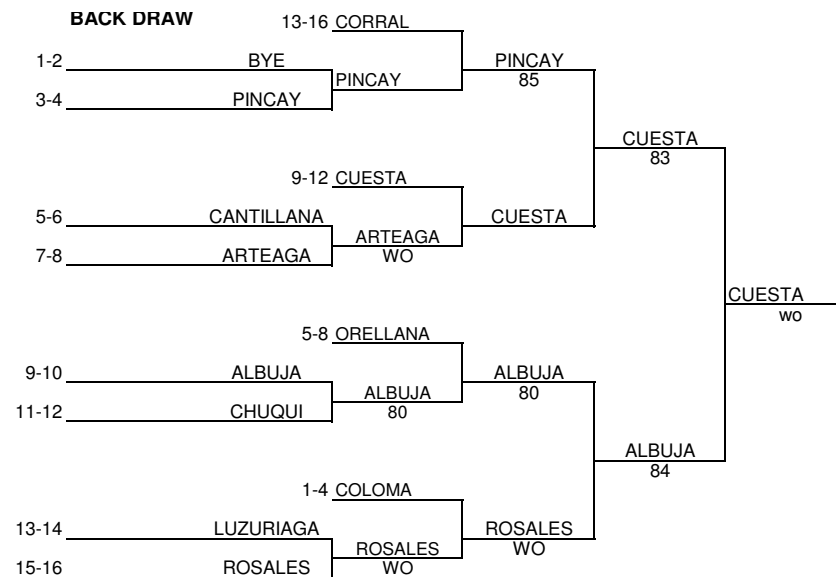 BACK DRAW
13-16 CORRAL
1-2 BYE PINCAY
PINCAY 85
3-4 PINCAY
CUESTA
83
9-12 CUESTA
5-6 CANTILLANA CUESTA
ARTEAGA
7-8 ARTEAGA WO
CUESTA
wo
5-8 ORELLANA
9-10 ALBUJA ALBUJA
ALBUJA 80
11-12 CHUQUI 80
ALBUJA
84
1-4 COLOMA
13-14 LUZURIAGA ROSALES
ROSALES WO
15-16 ROSALES WO